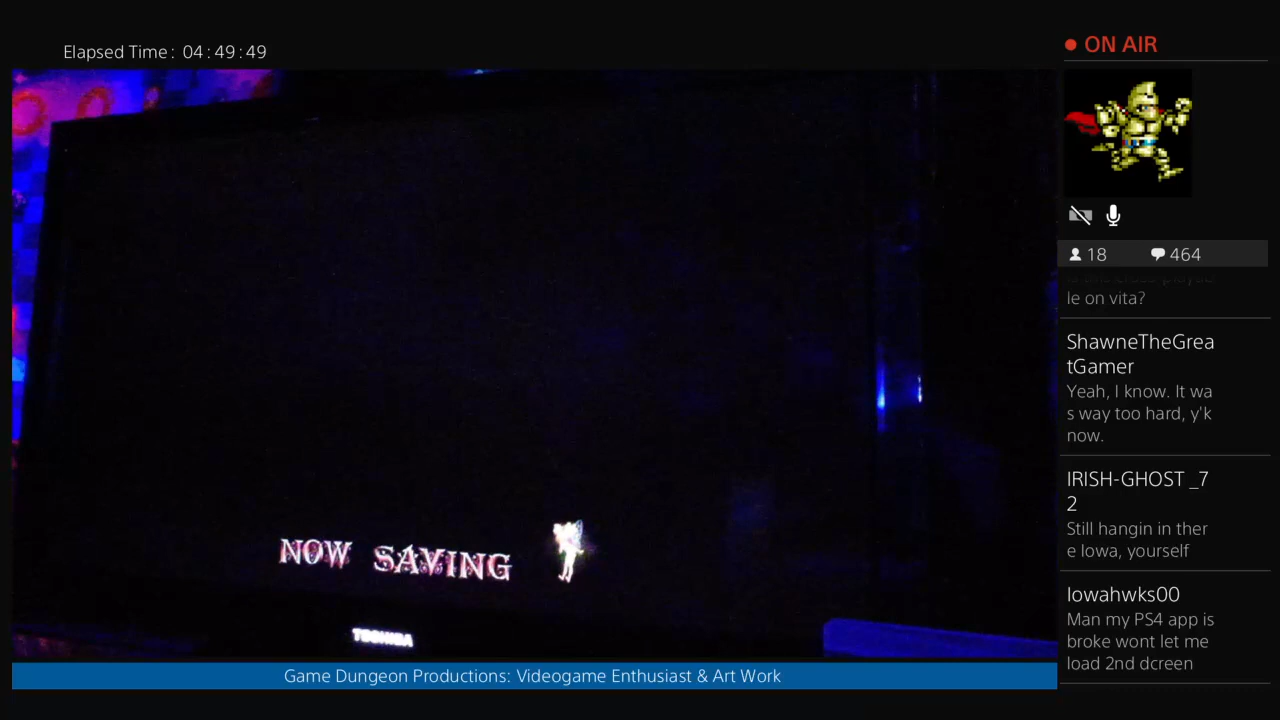 Elapsed Time: 04:49:49
ON AIR
18 464
le on vita?
ShawneTheGrea
tGamer
Yeah, I know. It wa
s way too hard, y'k
now.
IRISH-GHOST _7
2
Still hangin in ther
e Iowa, yourself
Iowahwks00
Man my PS4 app is
broke wont let me
load 2nd dcreen
NOW SAVING
TOSHIBA
Game Dungeon Productions: Videogame Enthusiast & Art Work